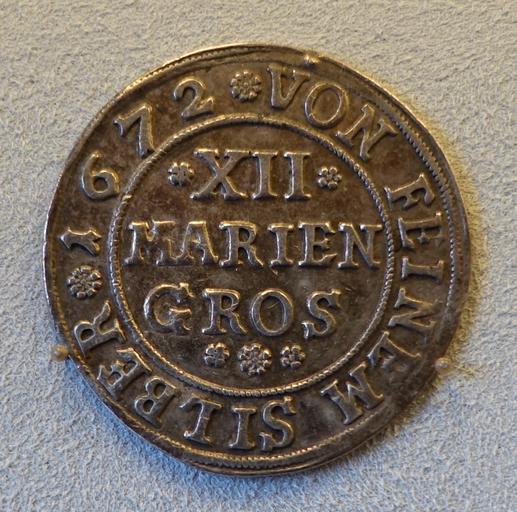 XII
MARIEN
GROS
VON FEINEM SILBER 1672